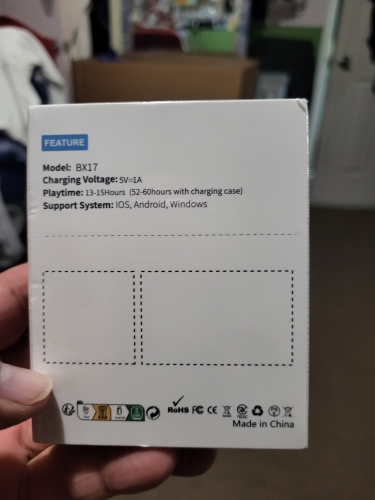 FEATURE
Model: BX17
Charging Voltage: 5V=1A
Playtime: 13-15Hours (52-60hours with charging case)
Support System: IOS, Android, Windows
RoHS FC CE
Made in China